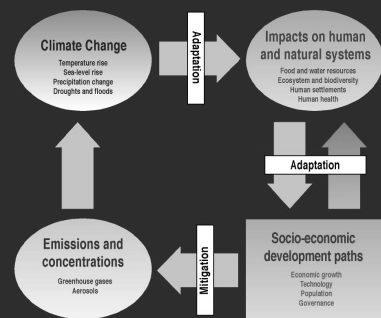 Climate Change
Temperature rise
Sea-level rise
Precipitation change
Droughts and floods
Adaptation
Impacts on human
and natural systems
Food and water resources
Ecosystem and biodiversity
Human settlements
Human health
Adaptation
Emissions and
concentrations
Greenhouse gases
Aerosols
Mitigation
Socio-economic
development paths
Economic growth
Technology
Population
Governance